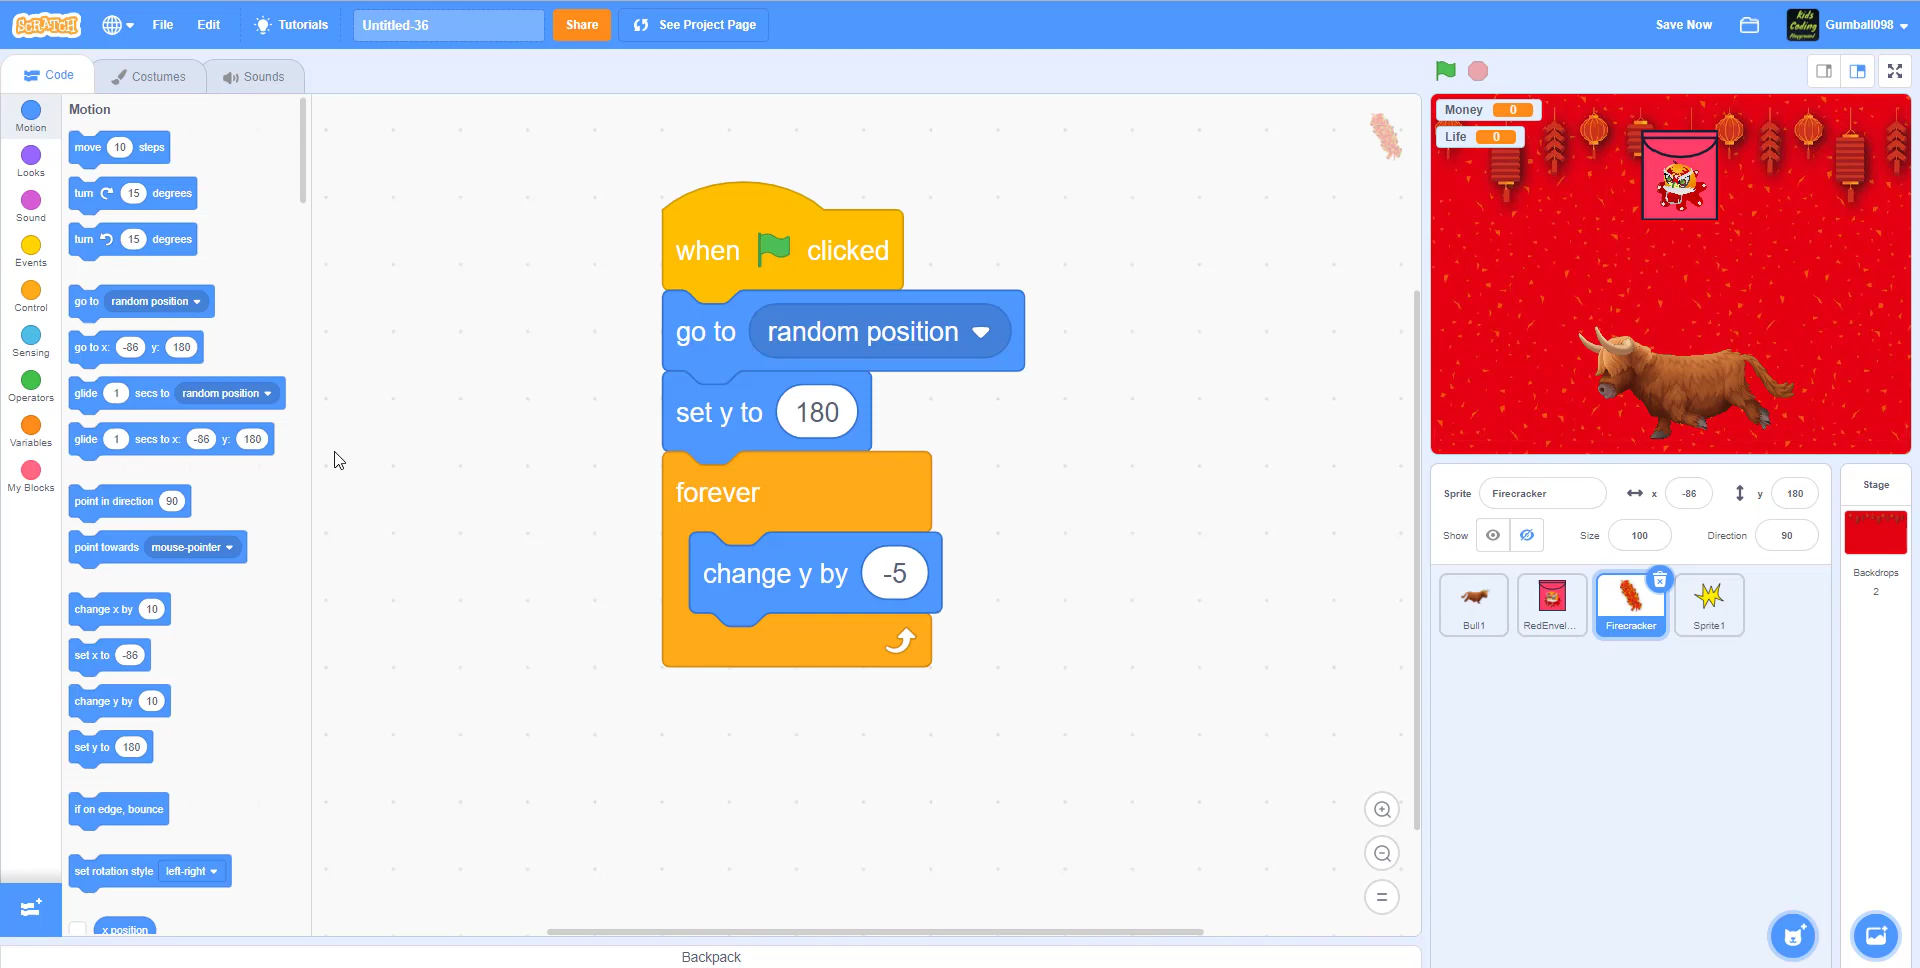 SCRATCH
File
Edit
Tutorials
Untitled-36
Share
See Project Page
Save Now
Kids
Coding
Playground
Gumball098
Code
Costumes
Sounds
Motion
Looks
Sound
Events
Control
Sensing
Operators
Variables
My Blocks
Motion
move 10 steps
turn 15 degrees
turn 15 degrees
go to random position
go to x: -86 y: 180
glide 1 secs to random position
glide 1 secs to x: -86 y: 180
point in direction 90
point towards mouse-pointer
change x by 10
set x to -86
change y by 10
set y to 180
if on edge, bounce
set rotation style left-right
x position
when clicked
go to random position
set y to 180
forever
change y by -5
=
Backpack
Money 0
Life 0
Sprite Firecracker x -86 y 180
Show Size 100 Direction 90
Bull1
RedEnvel...
Firecracker
Sprite1
Stage
Backdrops
2